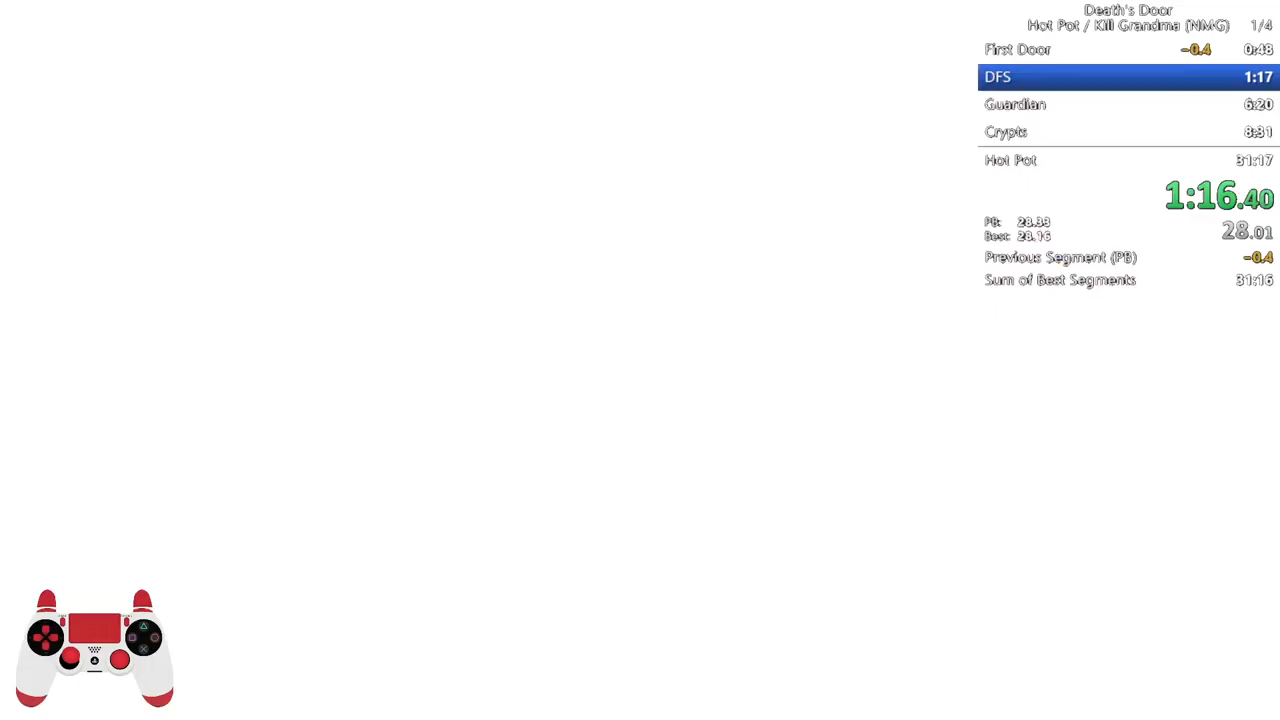 Death's Door
Hot Pot / Kill Grandma (NMG) 1/4
First Door -0.4 0:48
DFS 1:17
Guardian 6:20
Crypts 8:31
Hot Pot 31:17
1:16.40
PB: 28.33
Best: 28.16
28.01
Previous Segment (PB) -0.4
Sum of Best Segments 31:16